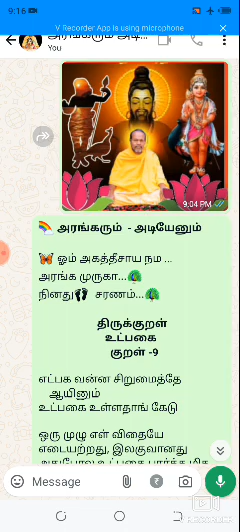 9:16
V Recorder App is using microphone
அரங்கரும் அடி...
You
9:04 PM
🌈 அரங்கரும் - அடியேனும்
🦋 ஓம் அகத்தீசாய நம ...
அரங்க முருகா...🦚
நினது👣 சரணம்...🦚
திருக்குறள்
உட்பகை
குறள் -9
எட்பக வன்ன சிறுமைத்தே
ஆயினும்
உட்பகை உள்ளதாங் கேடு
ஒரு முழு எள் விதையே
எடையற்றது, இலகுவானது
Message
V RECORDER